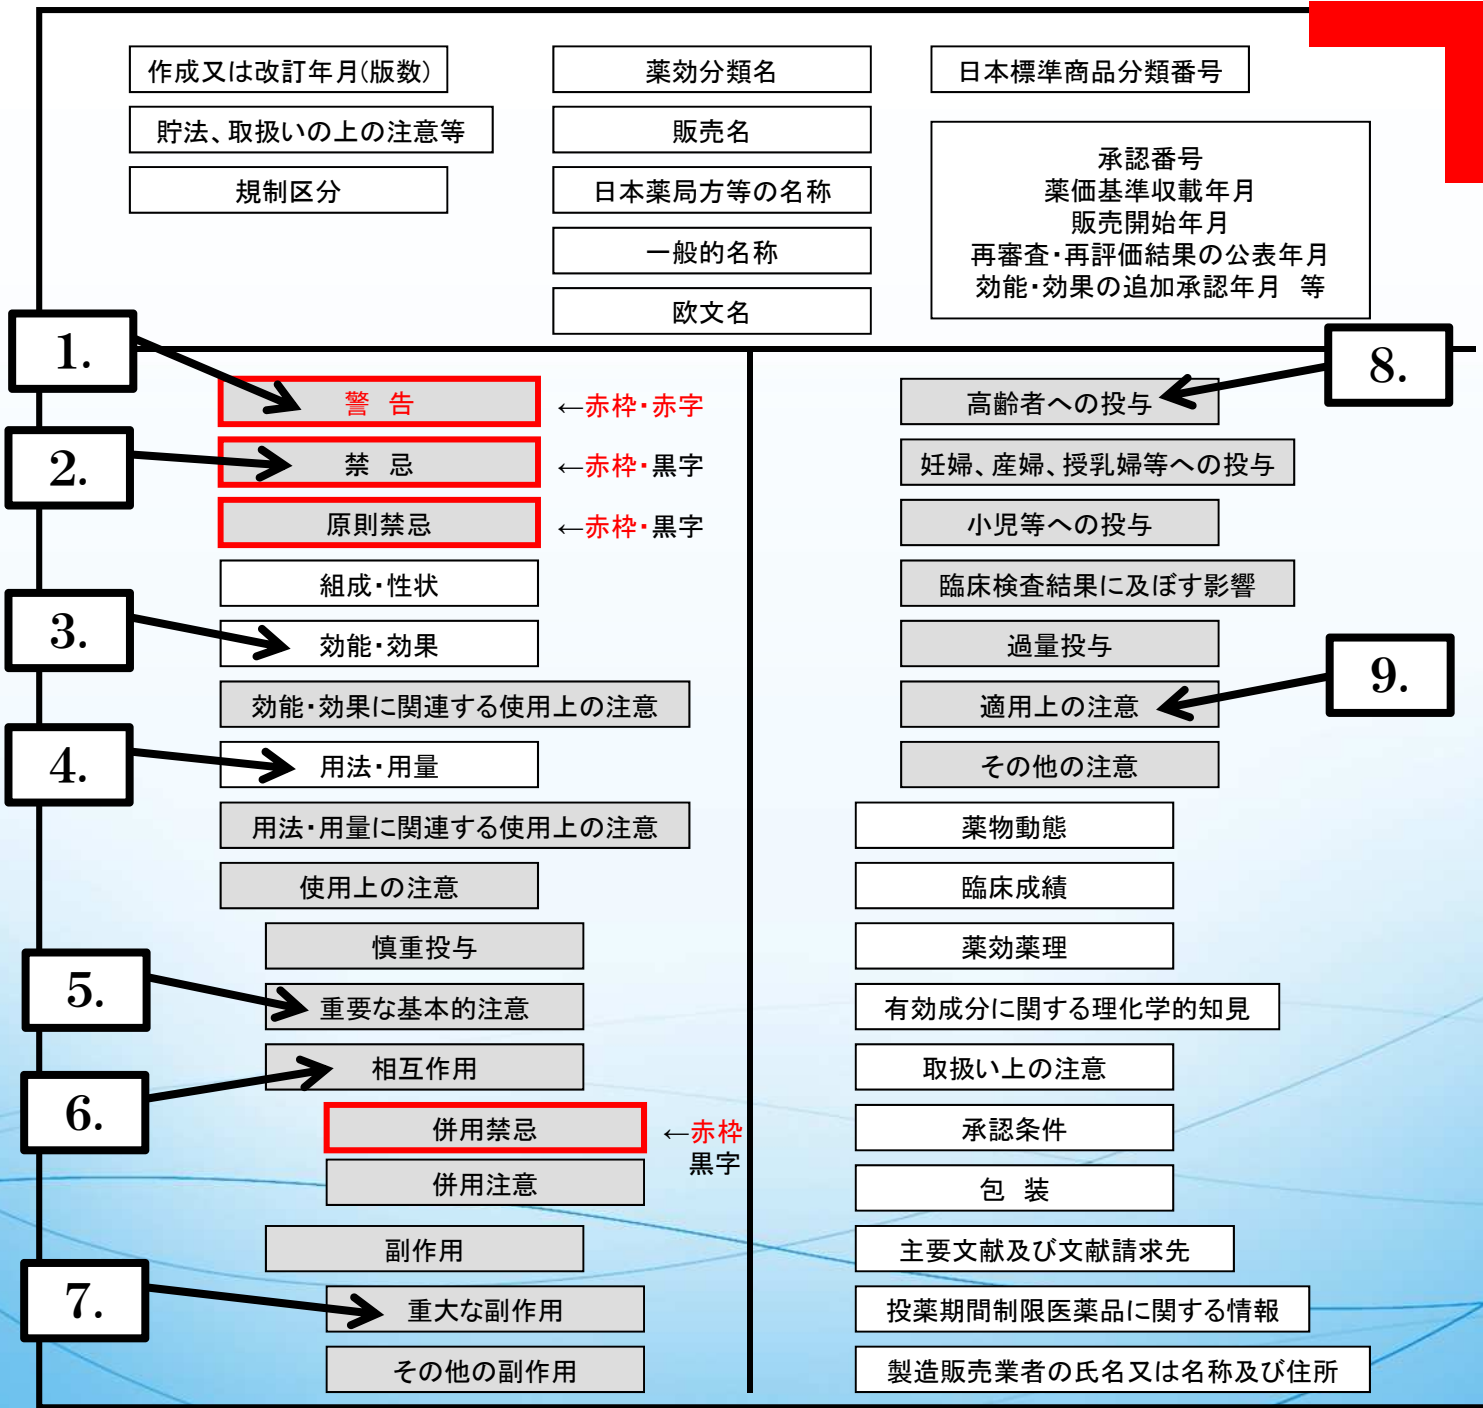 作成又は改訂年月(版数)
貯法、取扱いの上の注意等
規制区分
薬効分類名
販売名
日本薬局方等の名称
一般的名称
欧文名
日本標準商品分類番号
承認番号
薬価基準収載年月
販売開始年月
再審査・再評価結果の公表年月
効能・効果の追加承認年月 等
1.
警 告
←赤枠・赤字
2.
禁 忌
←赤枠・黒字
原則禁忌
←赤枠・黒字
組成・性状
3.
効能・効果
効能・効果に関連する使用上の注意
4.
用法・用量
用法・用量に関連する使用上の注意
使用上の注意
慎重投与
5.
重要な基本的注意
6.
相互作用
併用禁忌
←赤枠
黒字
併用注意
副作用
7.
重大な副作用
その他の副作用
8.
高齢者への投与
妊婦、産婦、授乳婦等への投与
小児等への投与
臨床検査結果に及ぼす影響
過量投与
9.
適用上の注意
その他の注意
薬物動態
臨床成績
薬効薬理
有効成分に関する理化学的知見
取扱い上の注意
承認条件
包 装
主要文献及び文献請求先
投薬期間制限医薬品に関する情報
製造販売業者の氏名又は名称及び住所